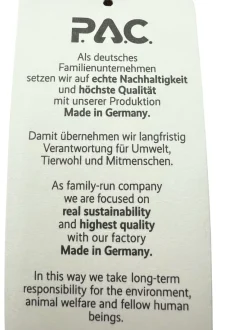 PAC.
Als deutsches
Familienunternehmen
setzen wir auf echte Nachhaltigkeit
und höchste Qualität
mit unserer Produktion
Made in Germany.
Damit übernehmen wir langfristig
Verantwortung für Umwelt,
Tierwohl und Mitmenschen.
As family-run company
we are focused on
real sustainability
and highest quality
with our factory
Made in Germany.
In this way we take long-term
responsibility for the environment,
animal welfare and fellow human
beings.